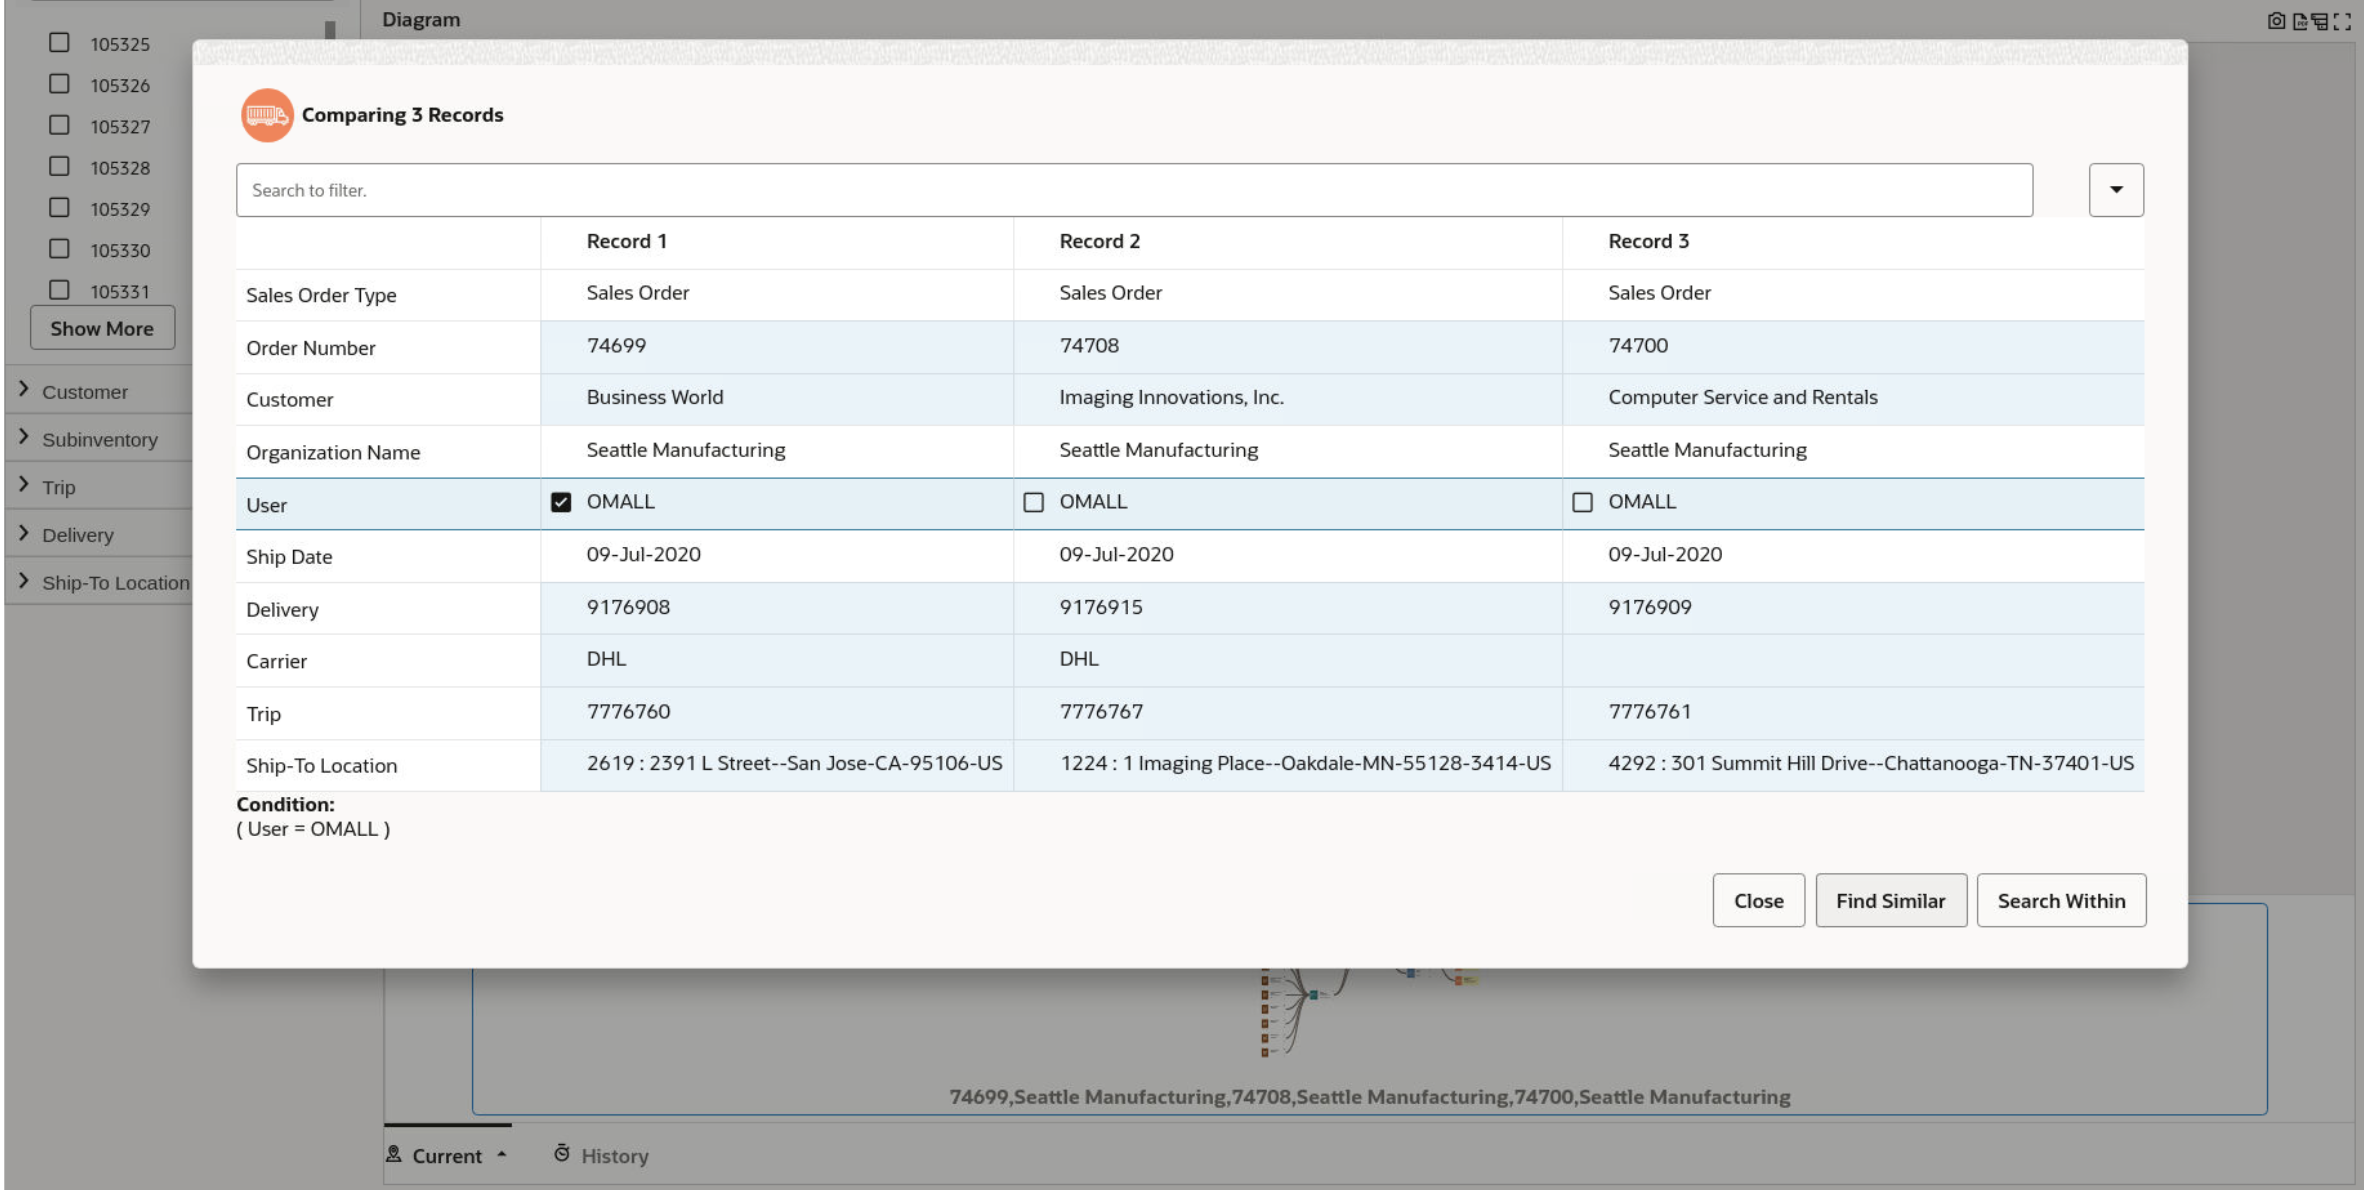 Diagram
105325
105326
105327
105328
105329
105330
105331
Show More
Customer
Subinventory
Trip
Delivery
Ship-To Location
Comparing 3 Records
Search to filter.
Record 1 Record 2 Record 3
Sales Order Type Sales Order Sales Order Sales Order
Order Number 74699 74708 74700
Customer Business World Imaging Innovations, Inc. Computer Service and Rentals
Organization Name Seattle Manufacturing Seattle Manufacturing Seattle Manufacturing
User OMALL OMALL OMALL
Ship Date 09-Jul-2020 09-Jul-2020 09-Jul-2020
Delivery 9176908 9176915 9176909
Carrier DHL DHL
Trip 7776760 7776767 7776761
Ship-To Location 2619 : 2391 L Street--San Jose-CA-95106-US 1224 : 1 Imaging Place--Oakdale-MN-55128-3414-US 4292 : 301 Summit Hill Drive--Chattanooga-TN-37401-US
Condition:
( User = OMALL )
Close Find Similar Search Within
74699,Seattle Manufacturing,74708,Seattle Manufacturing,74700,Seattle Manufacturing
Current History